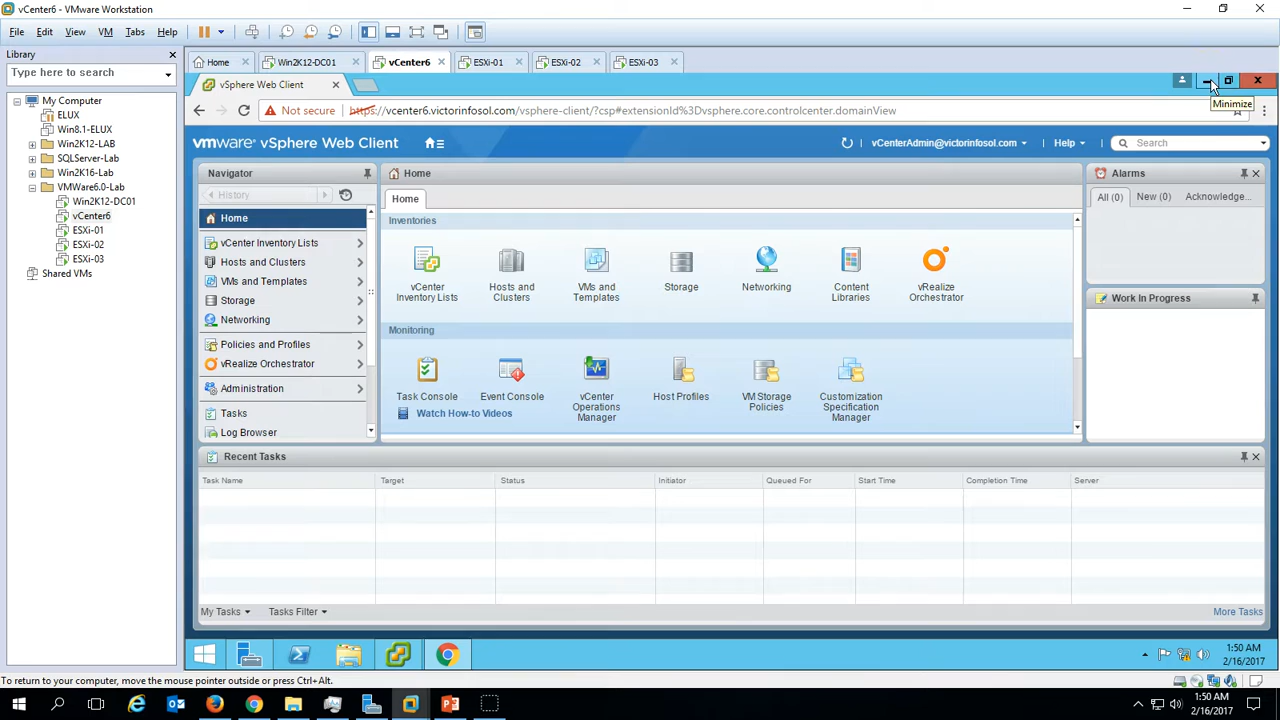 vCenter6 - VMware Workstation
File Edit View VM Tabs Help
Library
Type here to search
My Computer
ELUX
Win8.1-ELUX
Win2K12-LAB
SQLServer-Lab
Win2K16-Lab
VMWare6.0-Lab
Win2K12-DC01
vCenter6
ESXi-01
ESXi-02
ESXi-03
Shared VMs
Home Win2K12-DC01 vCenter6 ESXi-01 ESXi-02 ESXi-03
vSphere Web Client
Minimize
Not secure https://vcenter6.victorinfosol.com/vsphere-client/?csp#extensionId%3Dvsphere.core.controlcenter.domainView
vmware® vSphere Web Client
vCenterAdmin@victorinfosol.com Help Search
Navigator
History
Home
vCenter Inventory Lists
Hosts and Clusters
VMs and Templates
Storage
Networking
Policies and Profiles
vRealize Orchestrator
Administration
Tasks
Log Browser
Home
Home
Inventories
vCenter Inventory Lists
Hosts and Clusters
VMs and Templates
Storage
Networking
Content Libraries
vRealize Orchestrator
Monitoring
Task Console
Event Console
vCenter Operations Manager
Host Profiles
VM Storage Policies
Customization Specification Manager
Watch How-to Videos
Alarms
All (0) New (0) Acknowledge...
Work In Progress
Recent Tasks
Task Name Target Status Initiator Queued For Start Time Completion Time Server
My Tasks Tasks Filter More Tasks
1:50 AM
2/16/2017
To return to your computer, move the mouse pointer outside or press Ctrl+Alt.
1:50 AM
2/16/2017